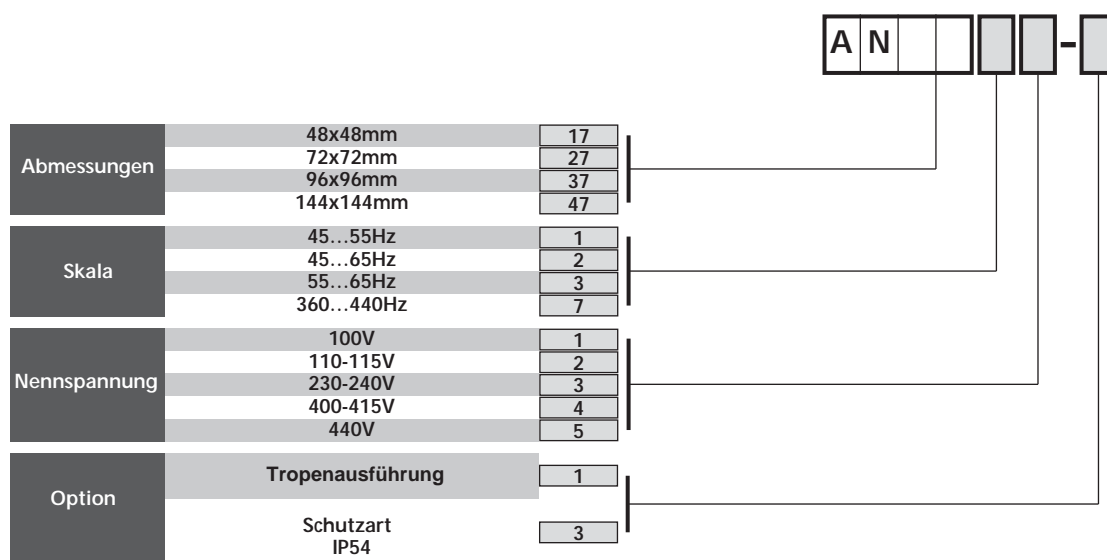 A N -
Abmessungen
48x48mm 17
72x72mm 27
96x96mm 37
144x144mm 47
Skala
45...55Hz 1
45...65Hz 2
55...65Hz 3
360...440Hz 7
Nennspannung
100V 1
110-115V 2
230-240V 3
400-415V 4
440V 5
Option
Tropenausführung 1
Schutzart
IP54
3